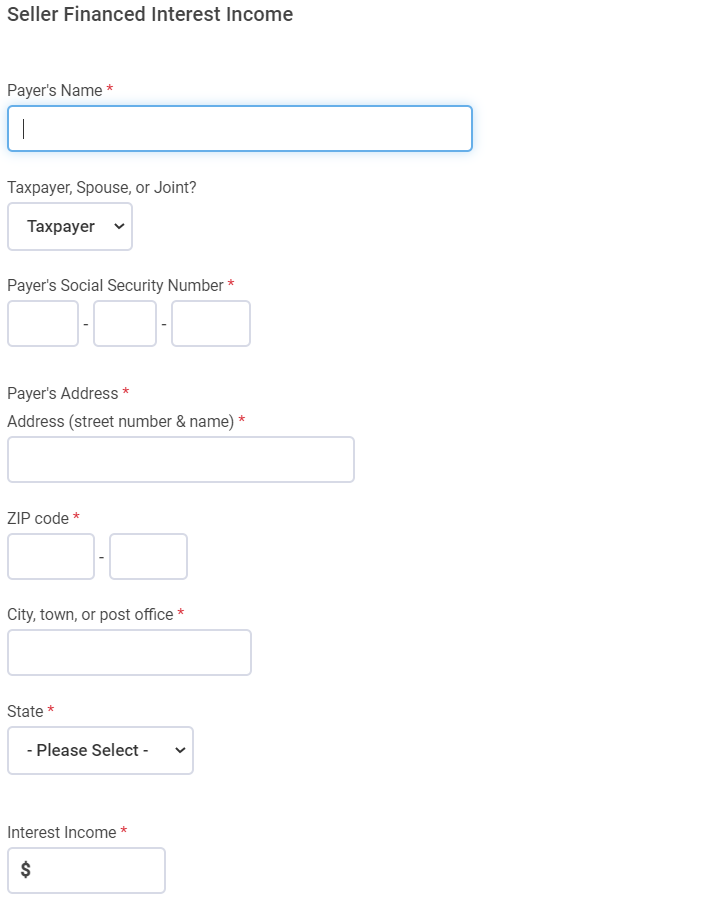 Seller Financed Interest Income
Payer's Name *
Taxpayer, Spouse, or Joint?
Taxpayer
Payer's Social Security Number *
- -
Payer's Address *
Address (street number & name) *
ZIP code *
-
City, town, or post office *
State *
- Please Select -
Interest Income *
$